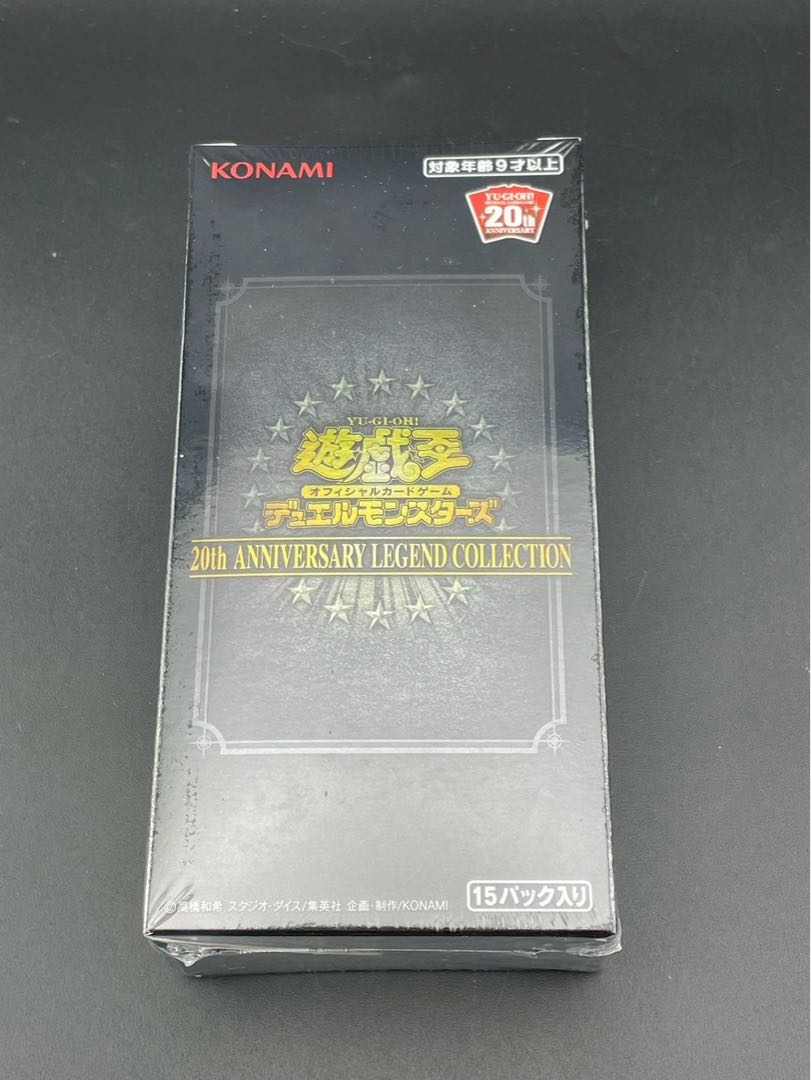 KONAMI
対象年齢9才以上
YU-GI-OH!
20th
ANNIVERSARY
YU-GI-OH!
遊戯王
オフィシャルカードゲーム
デュエルモンスターズ
20th ANNIVERSARY LEGEND COLLECTION
15パック入り
©高橋和希 スタジオ・ダイス/集英社 企画・制作/KONAMI